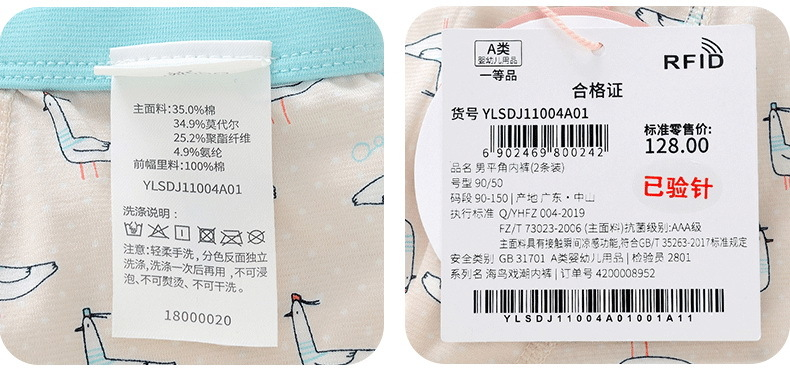 主面料:35.0%棉
34.9%莫代尔
25.2%聚酯纤维
4.9%氨纶
前幅里料:100%棉
YLSDJ11004A01
洗涤说明:
注意:轻柔手洗,分色反面独立
洗涤,洗涤一次后再用,不可浸
泡、不可熨烫、不可干洗。
18000020
A类
婴幼儿用品
一等品
RFID
合格证
货号 YLSDJ11004A01
6 902469 800242
标准零售价:
128.00
已验针
品名 男平角内裤(2条装)
号型 90/50
码段 90-150 | 产地 广东·中山
执行标准 Q/YHFZ 004-2019
FZ/T 73023-2006 (主面料)抗菌级别:AAA级
主面料具有接触瞬间凉感功能,符合GB/T 35263-2017标准规定
安全类别 GB 31701 A类婴幼儿用品 | 检验员 2801
系列名 海鸟戏湖内裤 | 订单号 4200008952
YLSDJ11004A01001A11